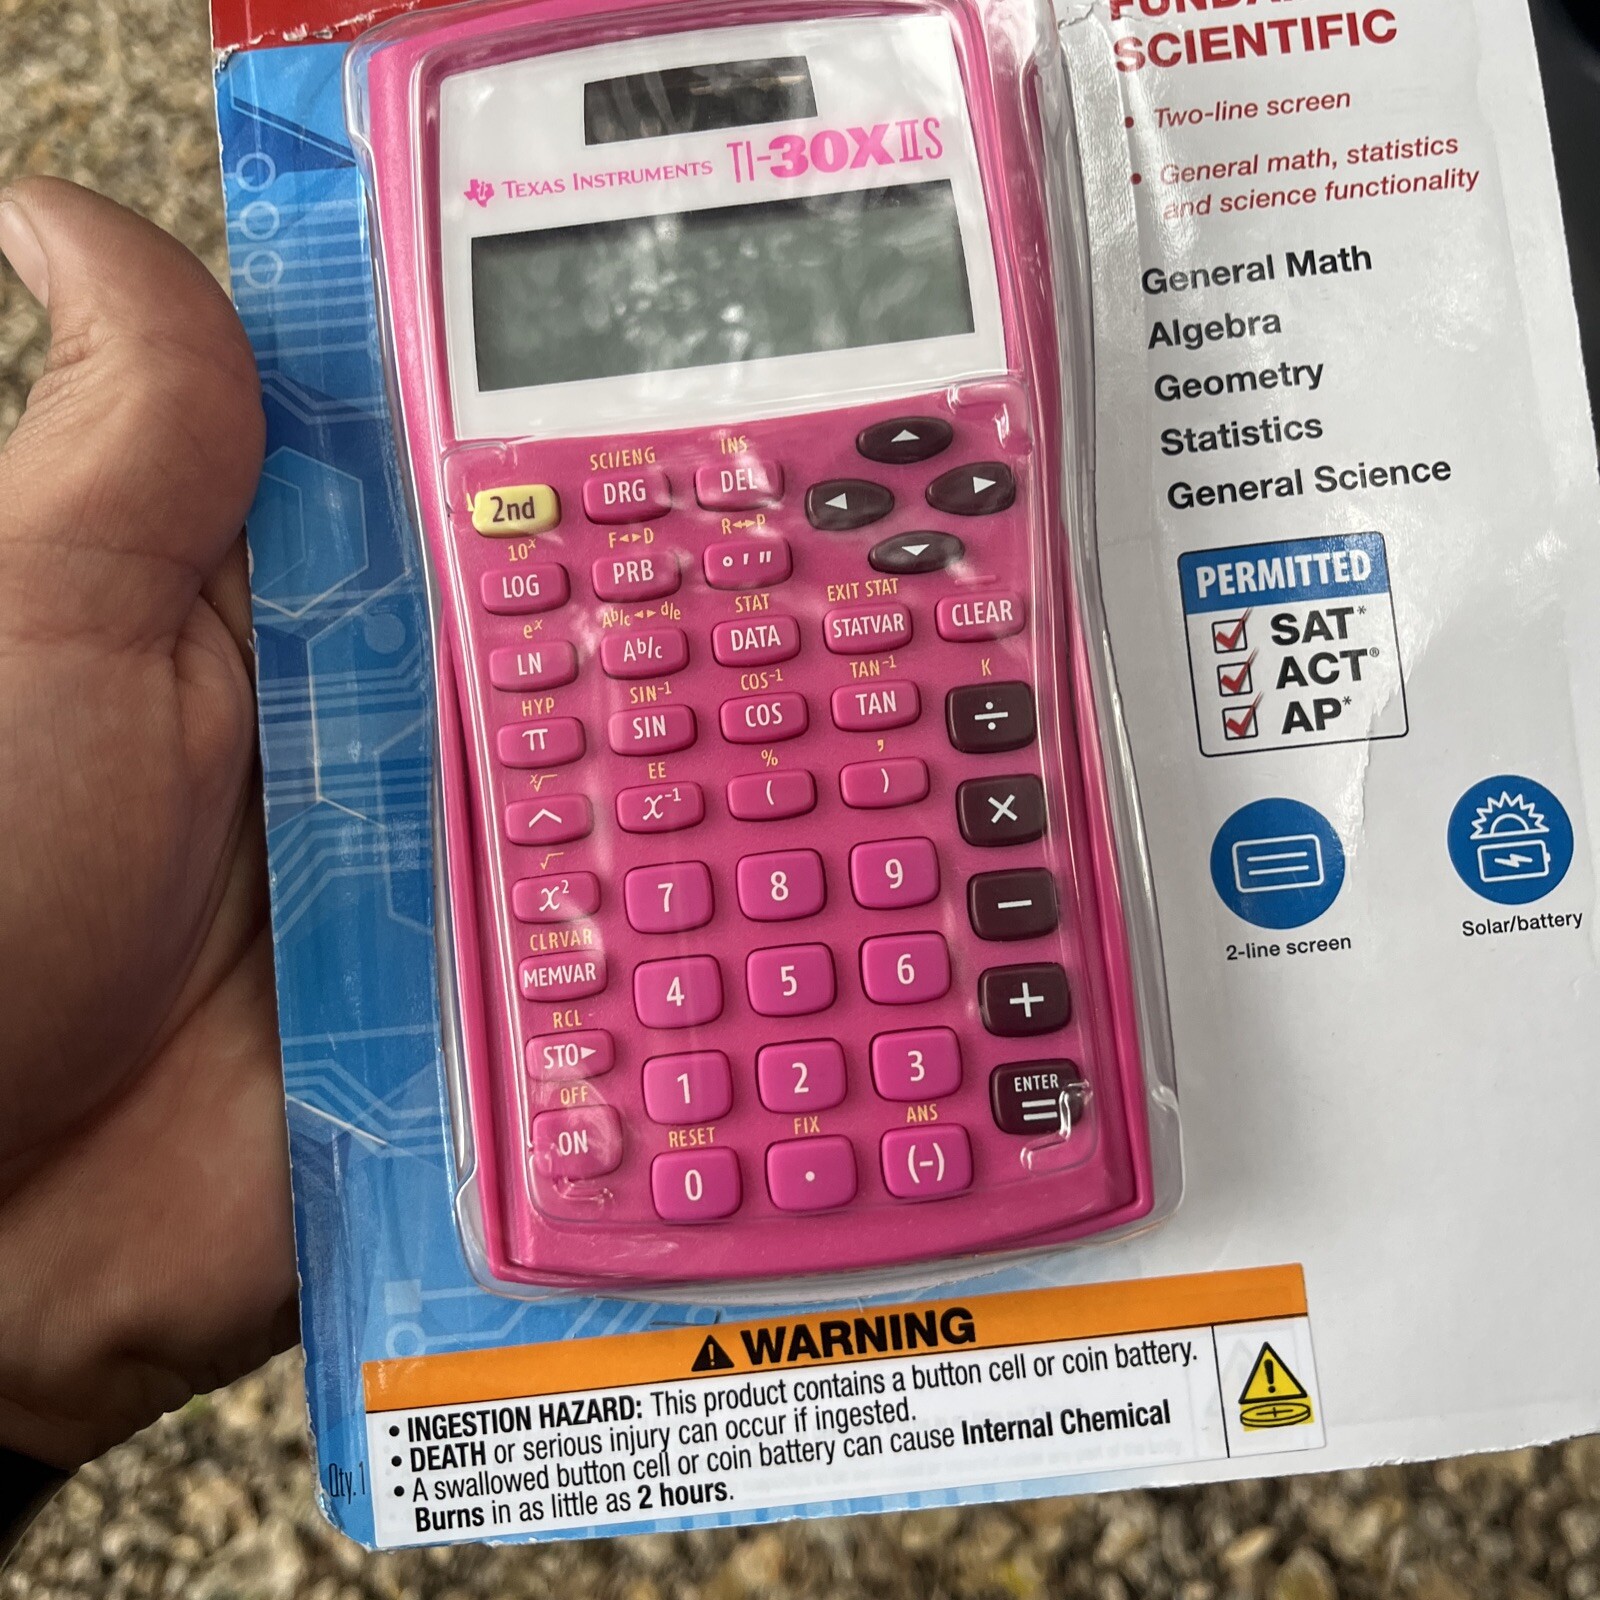 FUNDA
SCIENTIFIC
• Two-line screen
• General math, statistics
and science functionality
General Math
Algebra
Geometry
Statistics
General Science
PERMITTED
SAT*
ACT®
AP*
2-line screen
Solar/battery
TEXAS INSTRUMENTS TI-30X IIS
SCI/ENG INS
2nd DRG DEL
10ˣ F◄►D R◄►P
LOG PRB ° ' "
eˣ Ab/c◄►d/e STAT EXIT STAT
LN Ab/c DATA STATVAR CLEAR
HYP SIN⁻¹ COS⁻¹ TAN⁻¹ K
π SIN COS TAN ÷
ˣ√ EE % ,
^ x⁻¹ ( ) ×
√
x² 7 8 9 −
CLRVAR
MEMVAR 4 5 6 +
RCL
STO► 1 2 3 ENTER =
OFF RESET FIX ANS
ON 0 . (-)
⚠ WARNING
• INGESTION HAZARD: This product contains a button cell or coin battery.
• DEATH or serious injury can occur if ingested.
• A swallowed button cell or coin battery can cause Internal Chemical
Burns in as little as 2 hours.
Qty. 1